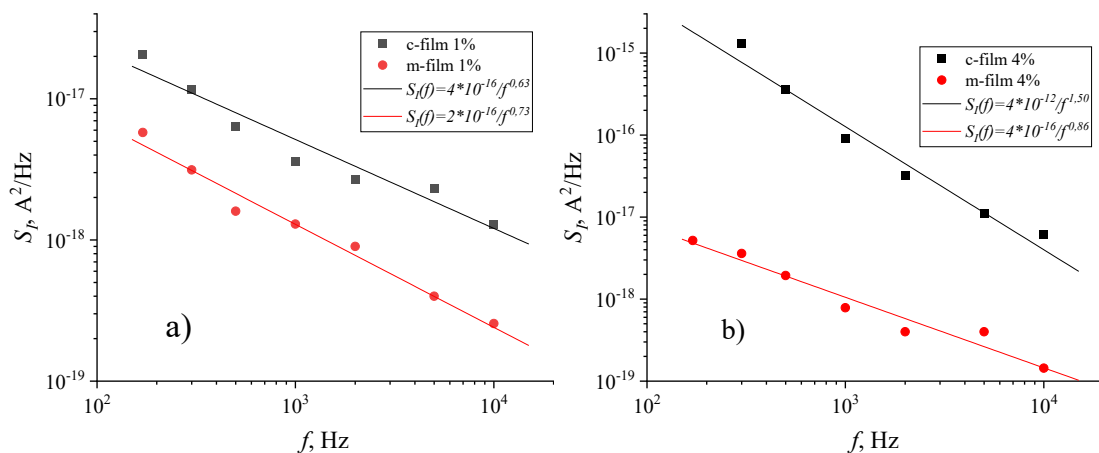 c-film 1%
m-film 1%
S_I(f)=4*10^-16/f^0,63
S_I(f)=2*10^-16/f^0,73
10^-17
10^-18
10^-19
S_I, A^2/Hz
a)
10^2
10^3
10^4
f, Hz
c-film 4%
m-film 4%
S_I(f)=4*10^-12/f^1,50
S_I(f)=4*10^-16/f^0,86
10^-15
10^-16
10^-17
10^-18
10^-19
S_I, A^2/Hz
b)
10^2
10^3
10^4
f, Hz